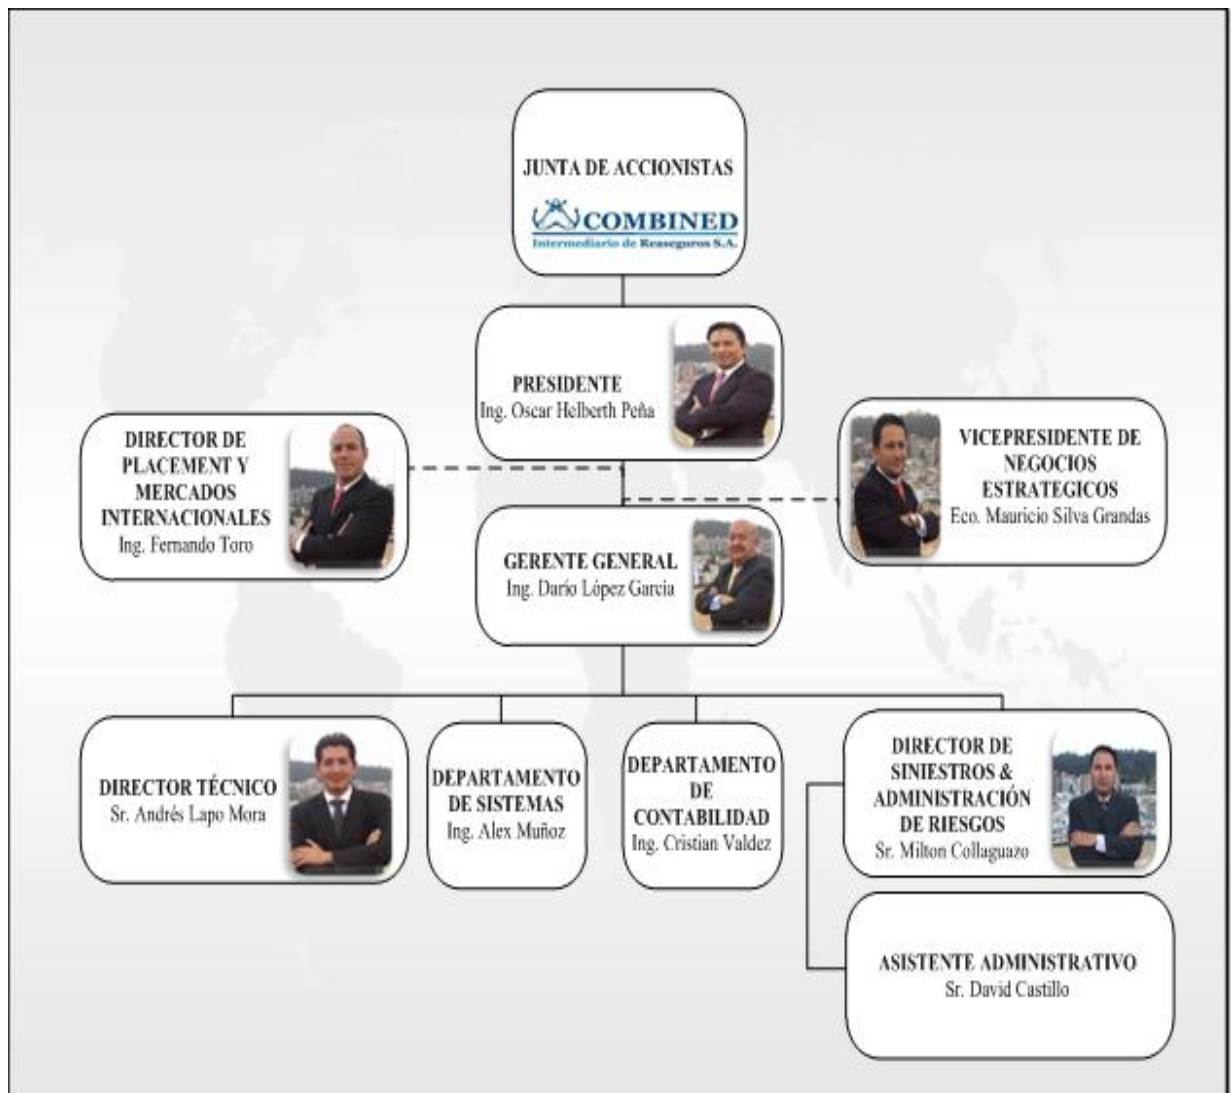 JUNTA DE ACCIONISTAS
COMBINED
Intermediario de Reaseguros S.A.
PRESIDENTE
Ing. Oscar Helberth Peña
DIRECTOR DE
PLACEMENT Y
MERCADOS
INTERNACIONALES
Ing. Fernando Toro
VICEPRESIDENTE DE
NEGOCIOS
ESTRATEGICOS
Eco. Mauricio Silva Grandas
GERENTE GENERAL
Ing. Darío López Garcia
DIRECTOR TÉCNICO
Sr. Andrés Lapo Mora
DEPARTAMENTO
DE SISTEMAS
Ing. Alex Muñoz
DEPARTAMENTO
DE
CONTABILIDAD
Ing. Cristian Valdez
DIRECTOR DE
SINIESTROS &
ADMINISTRACIÓN
DE RIESGOS
Sr. Milton Collaguazo
ASISTENTE ADMINISTRATIVO
Sr. David Castillo